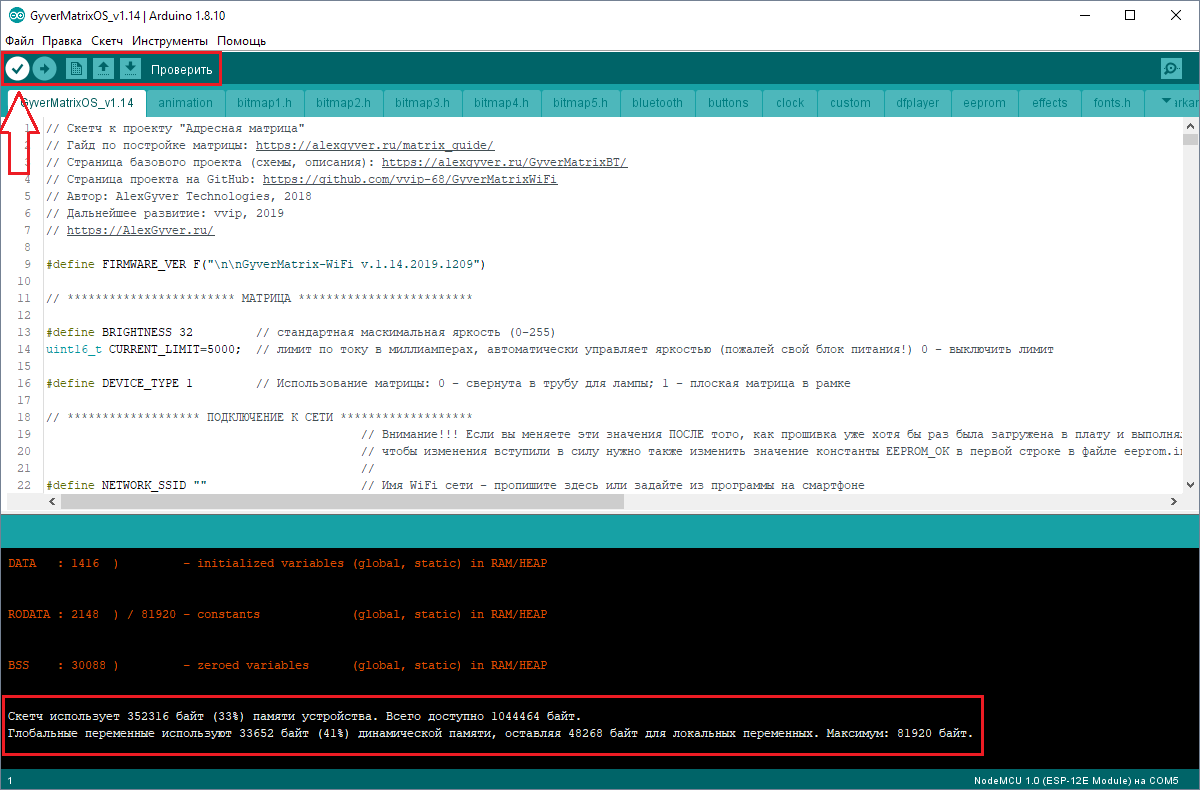 GyverMatrixOS_v1.14 | Arduino 1.8.10
Файл Правка Скетч Инструменты Помощь
Проверить
GyverMatrixOS_v1.14 animation bitmap1.h bitmap2.h bitmap3.h bitmap4.h bitmap5.h bluetooth buttons clock custom dfplayer eeprom effects fonts.h
1 // Скетч к проекту "Адресная матрица"
2 // Гайд по постройке матрицы: https://alexgyver.ru/matrix_guide/
3 // Страница базового проекта (схемы, описания): https://alexgyver.ru/GyverMatrixBT/
4 // Страница проекта на GitHub: https://github.com/vvip-68/GyverMatrixWiFi
5 // Автор: AlexGyver Technologies, 2018
6 // Дальнейшее развитие: vvip, 2019
7 // https://AlexGyver.ru/
8
9 #define FIRMWARE_VER F("\n\nGyverMatrix-WiFi v.1.14.2019.1209")
10
11 // ************************ МАТРИЦА *************************
12
13 #define BRIGHTNESS 32 // стандартная маскимальная яркость (0-255)
14 uint16_t CURRENT_LIMIT=5000; // лимит по току в миллиамперах, автоматически управляет яркостью (пожалей свой блок питания!) 0 - выключить лимит
15
16 #define DEVICE_TYPE 1 // Использование матрицы: 0 - свернута в трубу для лампы; 1 - плоская матрица в рамке
17
18 // ******************* ПОДКЛЮЧЕНИЕ К СЕТИ *******************
19 // Внимание!!! Если вы меняете эти значения ПОСЛЕ того, как прошивка уже хотя бы раз была загружена в плату и
20 // чтобы изменения вступили в силу нужно также изменить значение константы EEPROM_OK в первой строке в файле
21 //
22 #define NETWORK_SSID "" // Имя WiFi сети - пропишите здесь или задайте из программы на смартфоне
DATA : 1416 ) - initialized variables (global, static) in RAM/HEAP
RODATA : 2148 ) / 81920 - constants (global, static) in RAM/HEAP
BSS : 30088 ) - zeroed variables (global, static) in RAM/HEAP
Скетч использует 352316 байт (33%) памяти устройства. Всего доступно 1044464 байт.
Глобальные переменные используют 33652 байт (41%) динамической памяти, оставляя 48268 байт для локальных переменных. Максимум: 81920 байт.
1 NodeMCU 1.0 (ESP-12E Module) на COM5